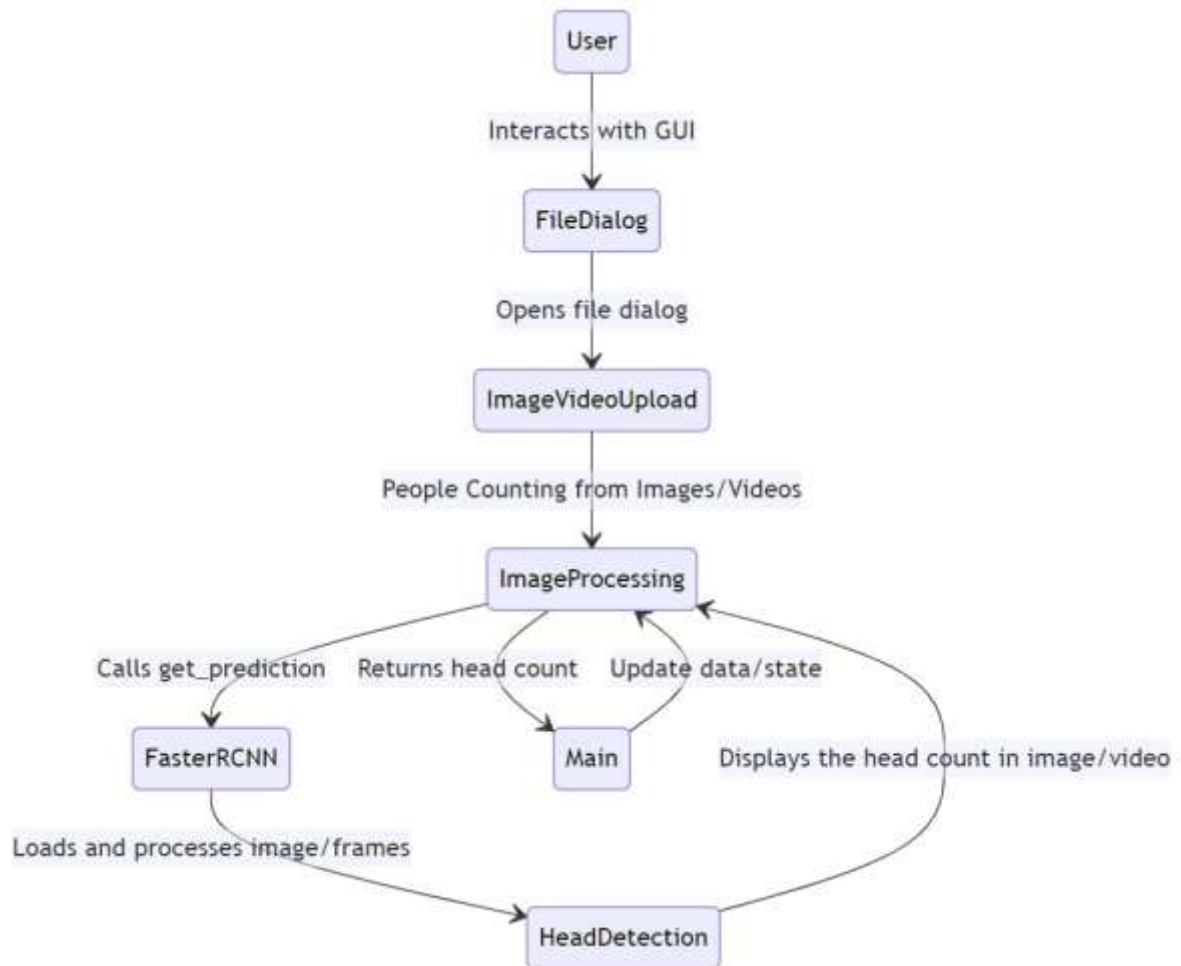 User
Interacts with GUI
FileDialog
Opens file dialog
ImageVideoUpload
People Counting from Images/Videos
ImageProcessing
Calls get_prediction
Returns head count
Update data/state
FasterRCNN
Main
Displays the head count in image/video
Loads and processes image/frames
HeadDetection